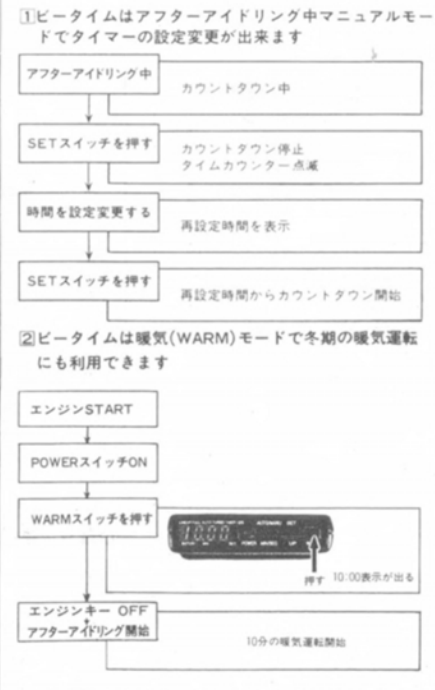 1ビータイムはアフターアイドリング中マニュアルモー
ドでタイマーの設定変更が出来ます
アフターアイドリング中
カウントダウン中
SETスイッチを押す
カウントダウン停止
タイムカウンター点滅
時間を設定変更する
再設定時間を表示
SETスイッチを押す
再設定時間からカウントダウン開始
2ビータイムは暖気(WARM)モードで冬期の暖気運転
にも利用できます
エンジンSTART
POWERスイッチON
WARMスイッチを押す
10:00
押す 10:00表示が出る
エンジンキー OFF
アフターアイドリング開始
10分の暖気運転開始